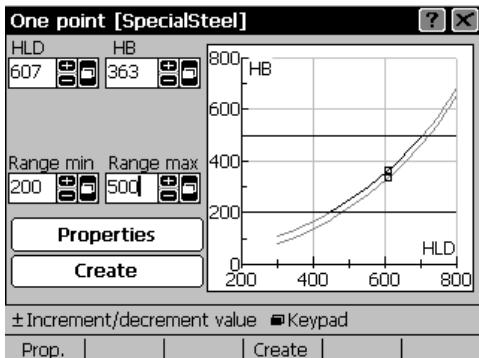 One point [SpecialSteel] ?
HLD HB
607 363
Range min Range max
200 500
Properties
Create
800
HB
600
400
200
0
200 400 600 800
HLD
± Increment/decrement value Keypad
Prop. Create